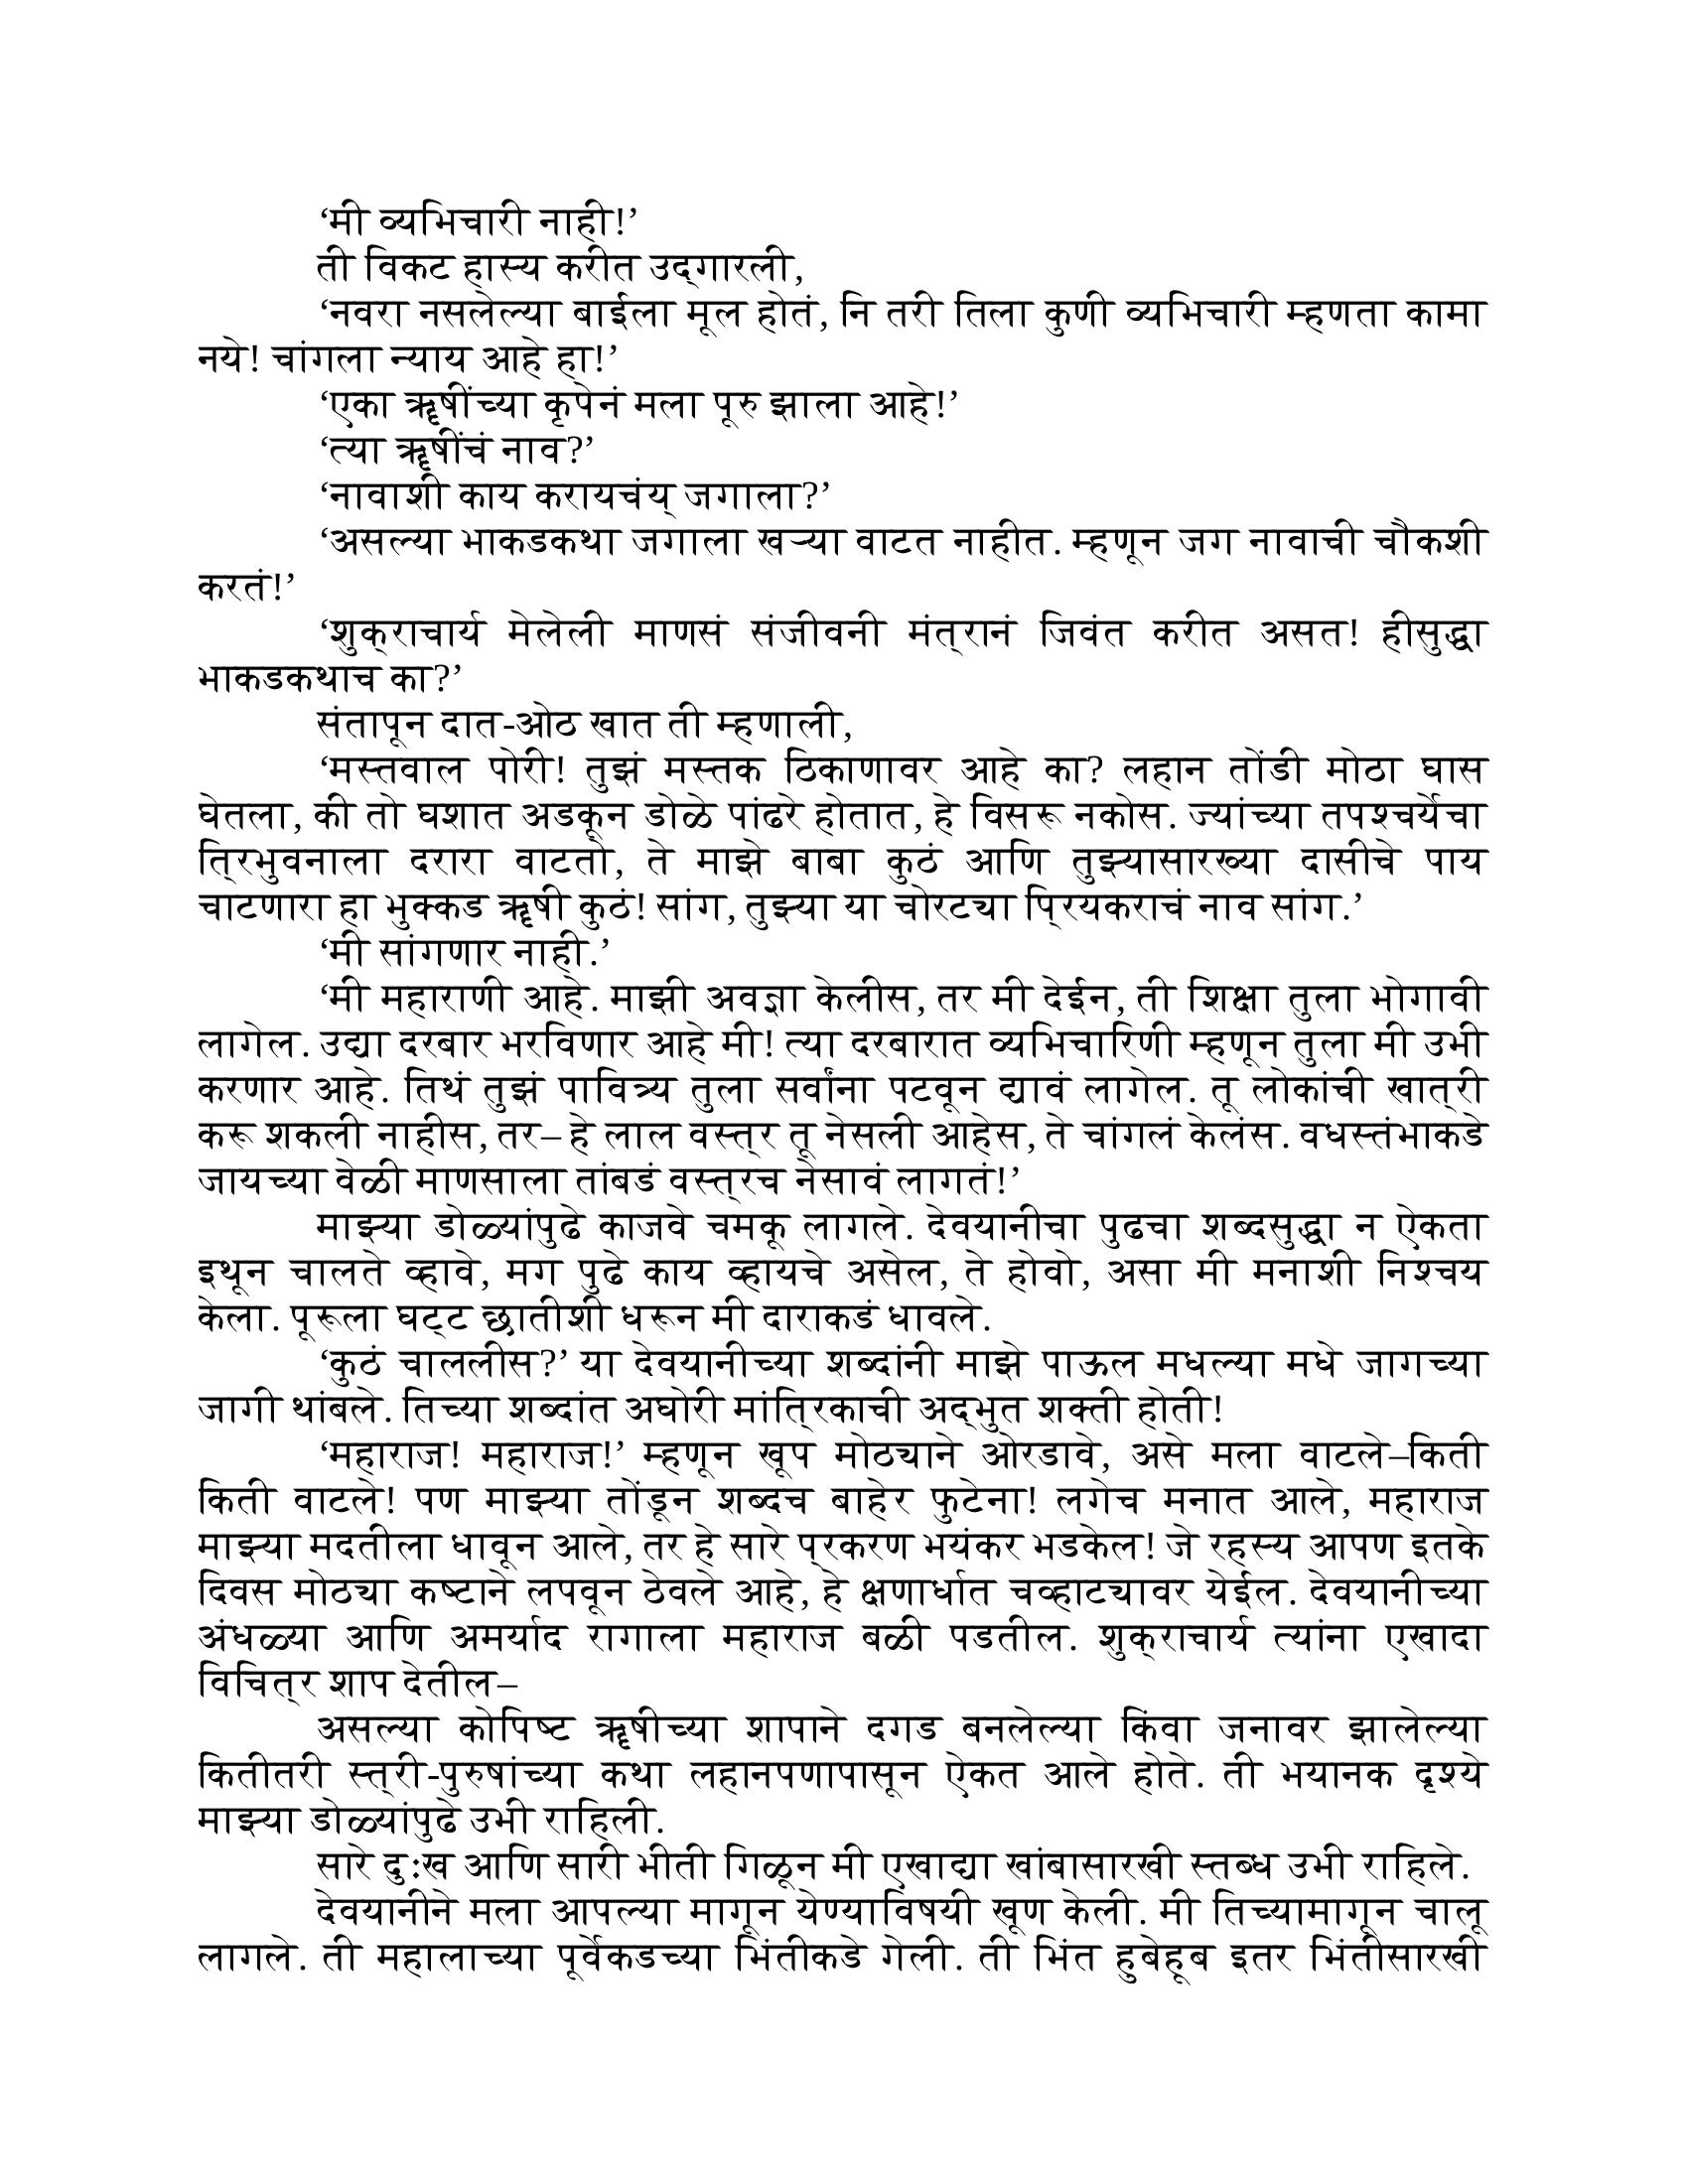 ‘मी व्यभिचारी नाही!’
ती विकट हास्य करीत उद्‌गारली,
‘नवरा नसलेल्या बाईला मूल होतं, नि तरी तिला कुणी व्यभिचारी म्हणता कामा
नये! चांगला न्याय आहे हा!’
‘एका ॠषींच्या कृपेनं मला पूरु झाला आहे!’
‘त्या ॠषींचं नाव?’
‘नावाशी काय करायचंय् जगाला?’
‘असल्या भाकडकथा जगाला खऱ्या वाटत नाहीत. म्हणून जग नावाची चौकशी
करतं!’
‘शुक्‌राचार्य मेलेली माणसं संजीवनी मंत्‌रानं जिवंत करीत असत! हीसुद्धा
भाकडकथाच का?’
संतापून दात-ओठ खात ती म्हणाली,
‘मस्तवाल पोरी! तुझं मस्तक ठिकाणावर आहे का? लहान तोंडी मोठा घास
घेतला, की तो घशात अडकून डोळे पांढरे होतात, हे विसरू नकोस. ज्यांच्या तपश्चर्येचा
त्‌रिभुवनाला दरारा वाटतो, ते माझे बाबा कुठं आणि तुझ्यासारख्या दासीचे पाय
चाटणारा हा भुक्कड ॠषी कुठं! सांग, तुझ्या या चोरट्या प्‌रियकराचं नाव सांग.’
‘मी सांगणार नाही.’
‘मी महाराणी आहे. माझी अवज्ञा केलीस, तर मी देईन, ती शिक्षा तुला भोगावी
लागेल. उद्या दरबार भरविणार आहे मी! त्या दरबारात व्यभिचारिणी म्हणून तुला मी उभी
करणार आहे. तिथं तुझं पावित्र्य तुला सर्वांना पटवून द्यावं लागेल. तू लोकांची खात्‌री
करू शकली नाहीस, तर– हे लाल वस्त्‌र तू नेसली आहेस, ते चांगलं केलंस. वधस्तंभाकडे
जायच्या वेळी माणसाला तांबडं वस्त्‌रच नेसावं लागतं!’
माझ्या डोळ्यांपुढे काजवे चमकू लागले. देवयानीचा पुढचा शब्दसुद्धा न ऐकता
इथून चालते व्हावे, मग पुढे काय व्हायचे असेल, ते होवो, असा मी मनाशी निश्चय
केला. पूरूला घट्‌ट छातीशी धरून मी दाराकडं धावले.
‘कुठं चाललीस?’ या देवयानीच्या शब्दांनी माझे पाऊल मधल्या मधे जागच्या
जागी थांबले. तिच्या शब्दांत अघोरी मांत्‌रिकाची अद्‌भुत शक्ती होती!
‘महाराज! महाराज!’ म्हणून खूप मोठ्याने ओरडावे, असे मला वाटले–किती
किती वाटले! पण माझ्या तोंडून शब्दच बाहेर फुटेना! लगेच मनात आले, महाराज
माझ्या मदतीला धावून आले, तर हे सारे प्‌रकरण भयंकर भडकेल! जे रहस्य आपण इतके
दिवस मोठ्या कष्टाने लपवून ठेवले आहे, हे क्षणार्धात चव्हाट्यावर येईल. देवयानीच्या
अंधळ्या आणि अमर्याद रागाला महाराज बळी पडतील. शुक्‌राचार्य त्यांना एखादा
विचित्‌र शाप देतील–
असल्या कोपिष्ट ॠषीच्या शापाने दगड बनलेल्या किंवा जनावर झालेल्या
कितीतरी स्त्‌री-पुरुषांच्या कथा लहानपणापासून ऐकत आले होते. ती भयानक दृश्ये
माझ्या डोळ्यांपुढे उभी राहिली.
सारे दुःख आणि सारी भीती गिळून मी एखाद्या खांबासारखी स्तब्ध उभी राहिले.
देवयानीने मला आपल्या मागून येण्याविषयी खूण केली. मी तिच्यामागून चालू
लागले. ती महालाच्या पूर्वेकडच्या भिंतीकडे गेली. ती भिंत हुबेहूब इतर भिंतीसारखी